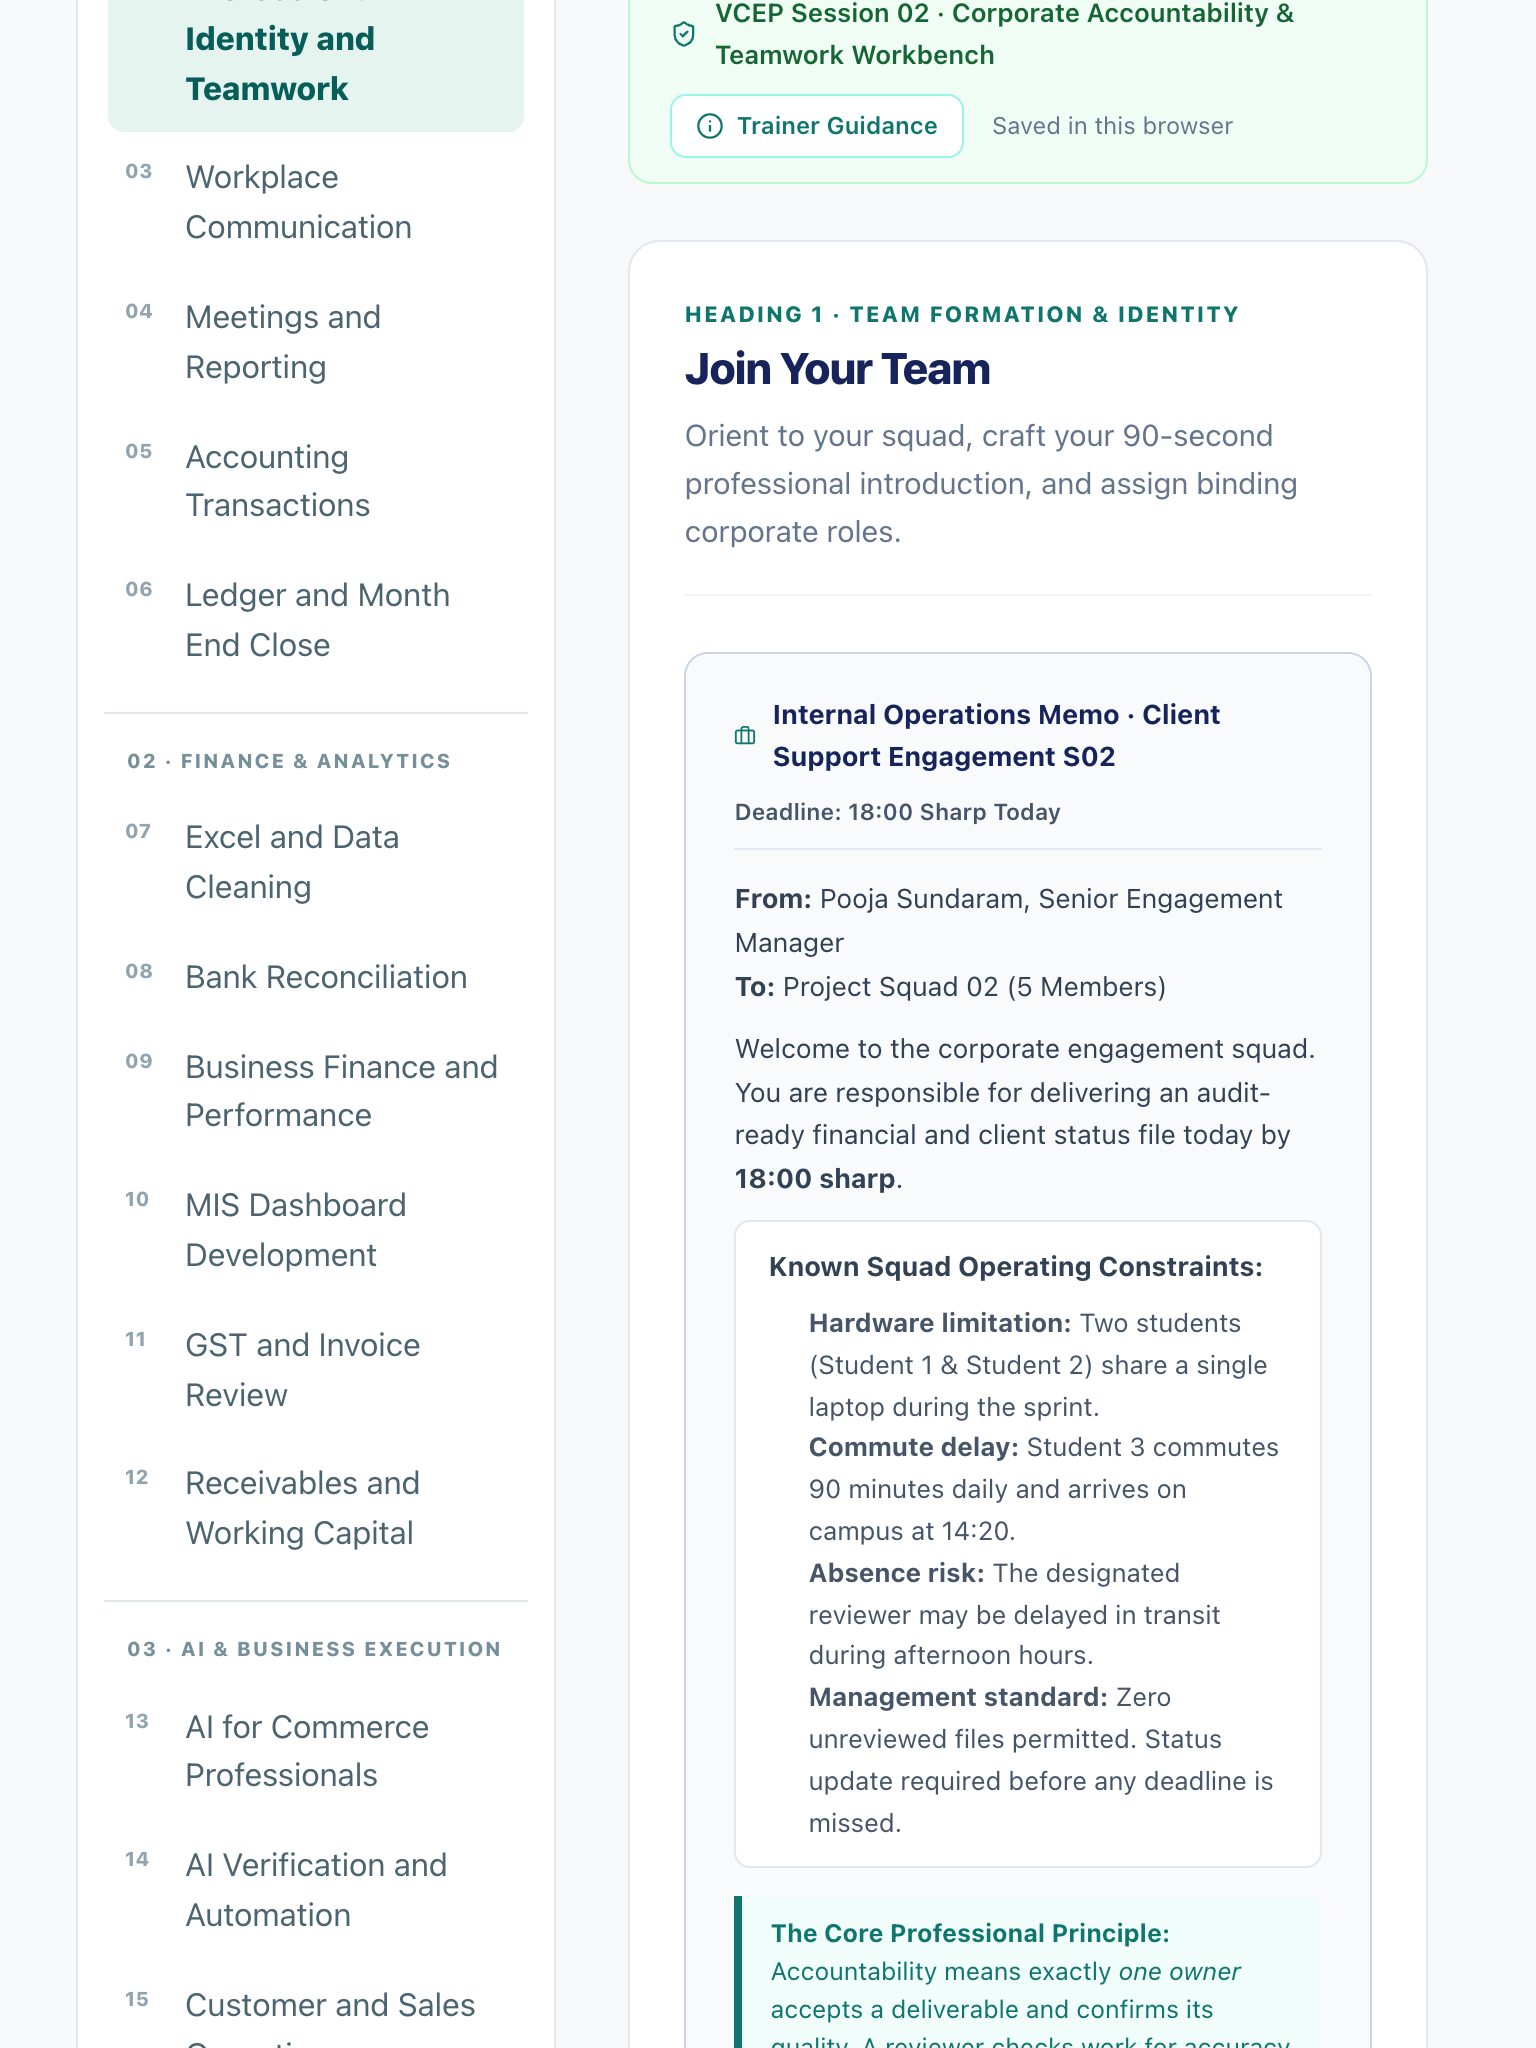 Identity and
Teamwork
03
Workplace
Communication
04
Meetings and
Reporting
05
Accounting
Transactions
06
Ledger and Month
End Close
02 · FINANCE & ANALYTICS
07
Excel and Data
Cleaning
08
Bank Reconciliation
09
Business Finance and
Performance
10
MIS Dashboard
Development
11
GST and Invoice
Review
12
Receivables and
Working Capital
03 · AI & BUSINESS EXECUTION
13
AI for Commerce
Professionals
14
AI Verification and
Automation
15
Customer and Sales
VCEP Session 02 · Corporate Accountability &
Teamwork Workbench
Trainer Guidance
Saved in this browser
HEADING 1 · TEAM FORMATION & IDENTITY
Join Your Team
Orient to your squad, craft your 90-second
professional introduction, and assign binding
corporate roles.
Internal Operations Memo · Client
Support Engagement S02
Deadline: 18:00 Sharp Today
From: Pooja Sundaram, Senior Engagement
Manager
To: Project Squad 02 (5 Members)
Welcome to the corporate engagement squad.
You are responsible for delivering an audit-
ready financial and client status file today by
18:00 sharp.
Known Squad Operating Constraints:
Hardware limitation: Two students
(Student 1 & Student 2) share a single
laptop during the sprint.
Commute delay: Student 3 commutes
90 minutes daily and arrives on
campus at 14:20.
Absence risk: The designated
reviewer may be delayed in transit
during afternoon hours.
Management standard: Zero
unreviewed files permitted. Status
update required before any deadline is
missed.
The Core Professional Principle:
Accountability means exactly one owner
accepts a deliverable and confirms its
quality. A reviewer checks work for accuracy